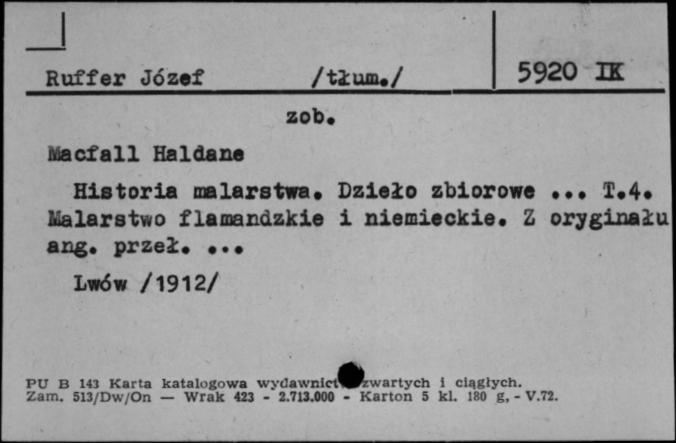 Ruffer Józef /tłum./ 5920 IK
zob.
Macfall Haldane
Historia malarstwa. Dzieło zbiorowe ... T.4.
Malarstwo flamandzkie i niemieckie. Z oryginału
ang. przeł. ...
Lwów /1912/
PU B 143 Karta katalogowa wydawnict zwartych i ciągłych.
Zam. 513/Dw/On — Wrak 423 - 2.713.000 - Karton 5 kl. 180 g, - V.72.